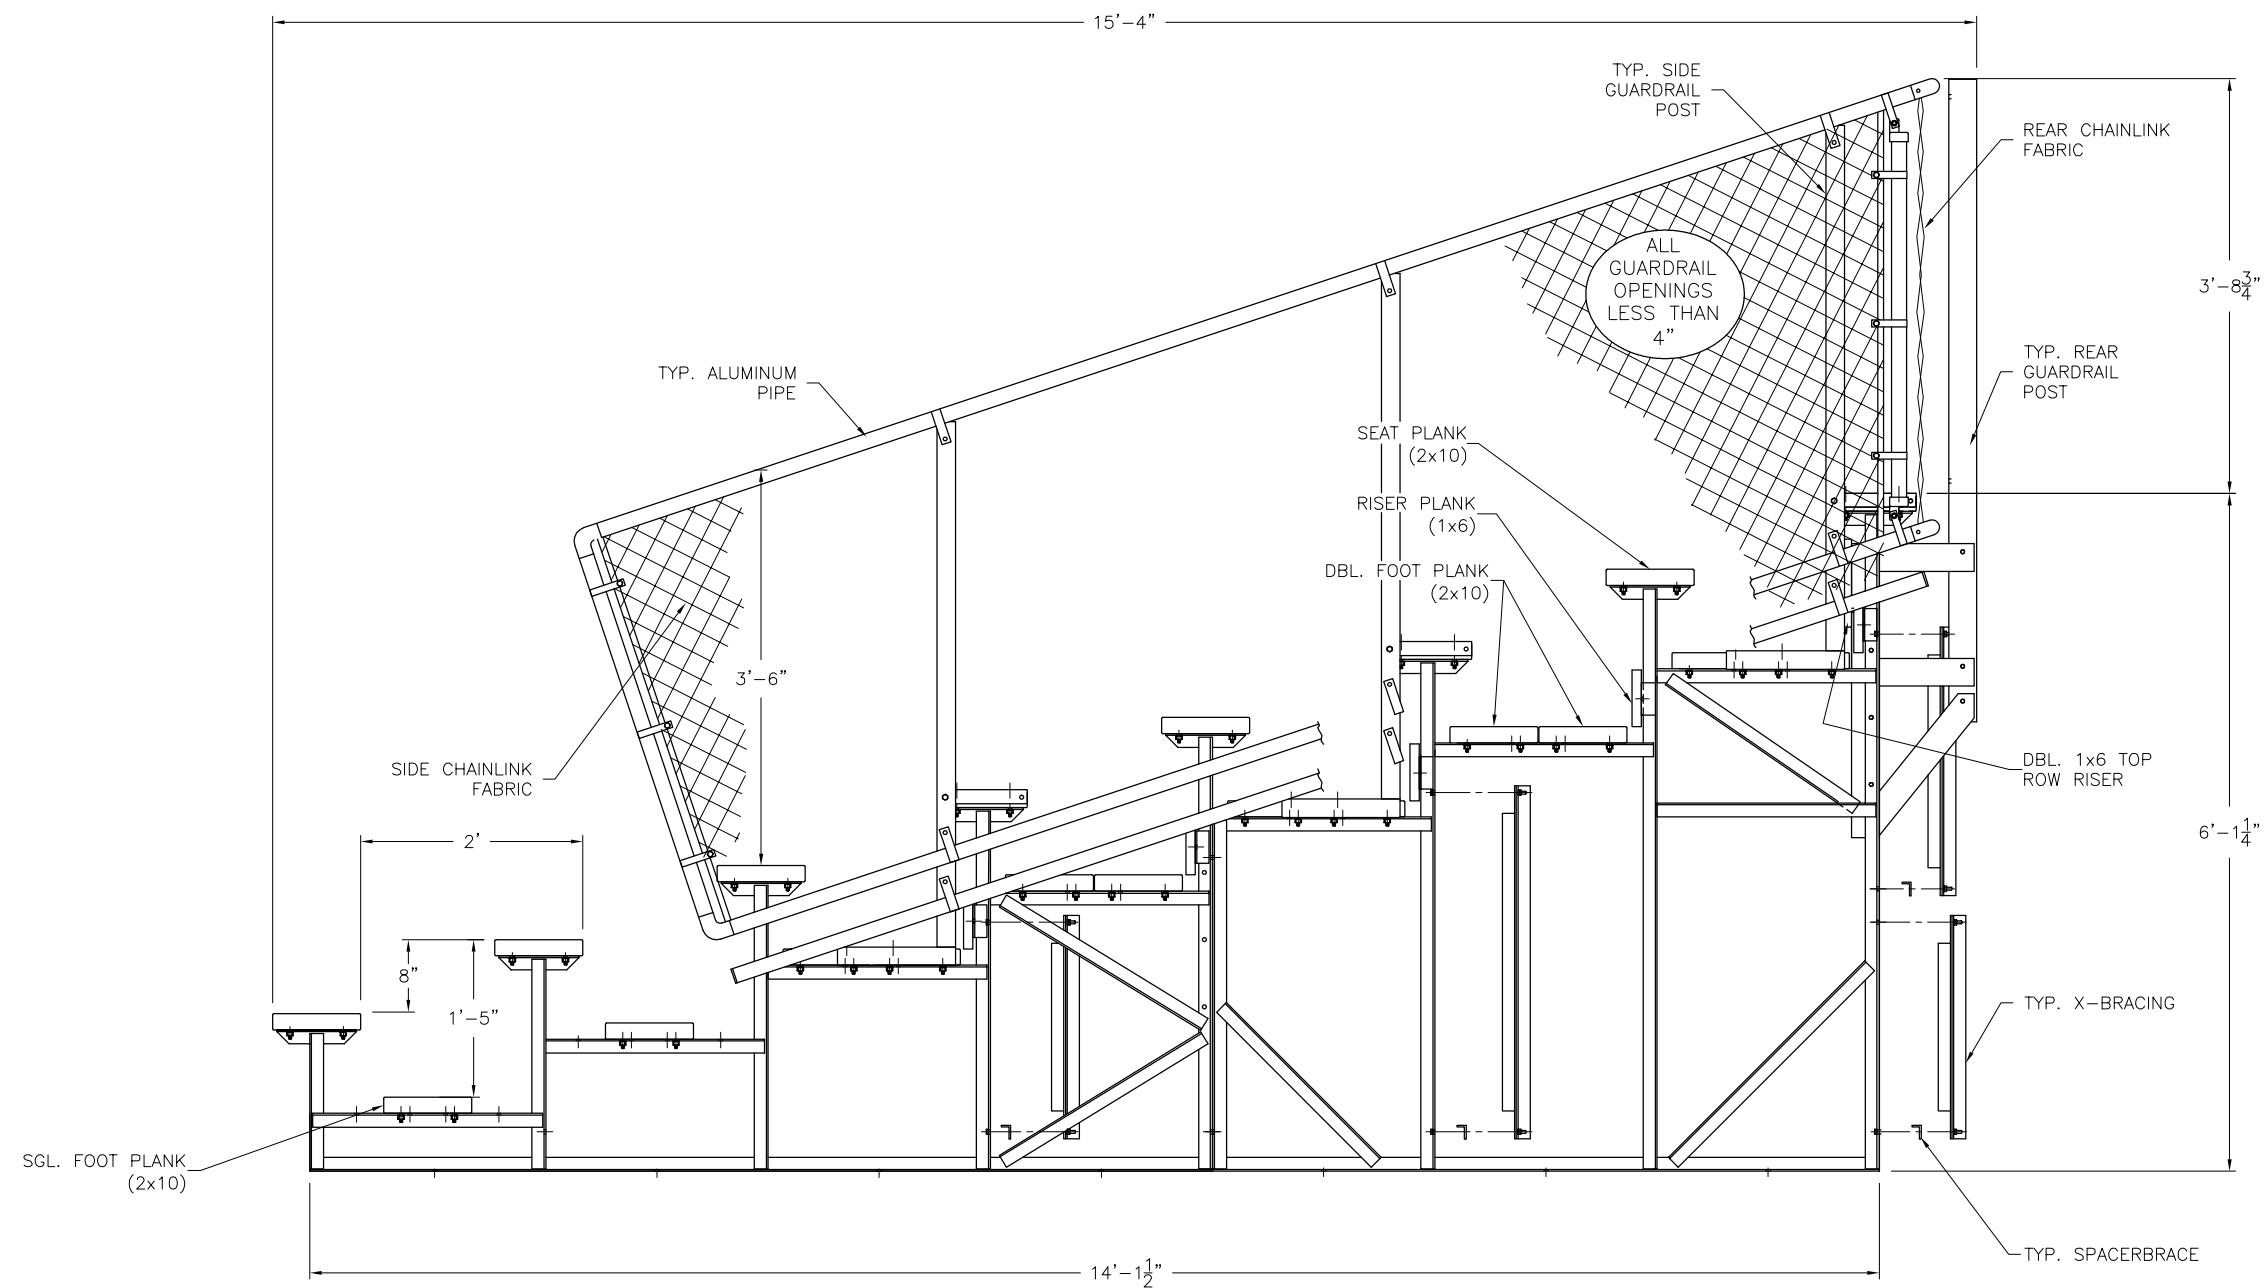 15'-4"
TYP. SIDE
GUARDRAIL
POST
REAR CHAINLINK
FABRIC
ALL
GUARDRAIL
OPENINGS
LESS THAN
4"
3'-8 3/4"
TYP. REAR
GUARDRAIL
POST
TYP. ALUMINUM
PIPE
SEAT PLANK
(2x10)
RISER PLANK
(1x6)
DBL. FOOT PLANK
(2x10)
3'-6"
SIDE CHAINLINK
FABRIC
DBL. 1x6 TOP
ROW RISER
2'
6'-1 1/4"
8"
1'-5"
TYP. X-BRACING
SGL. FOOT PLANK
(2x10)
TYP. SPACERBRACE
14'-1 1/2"